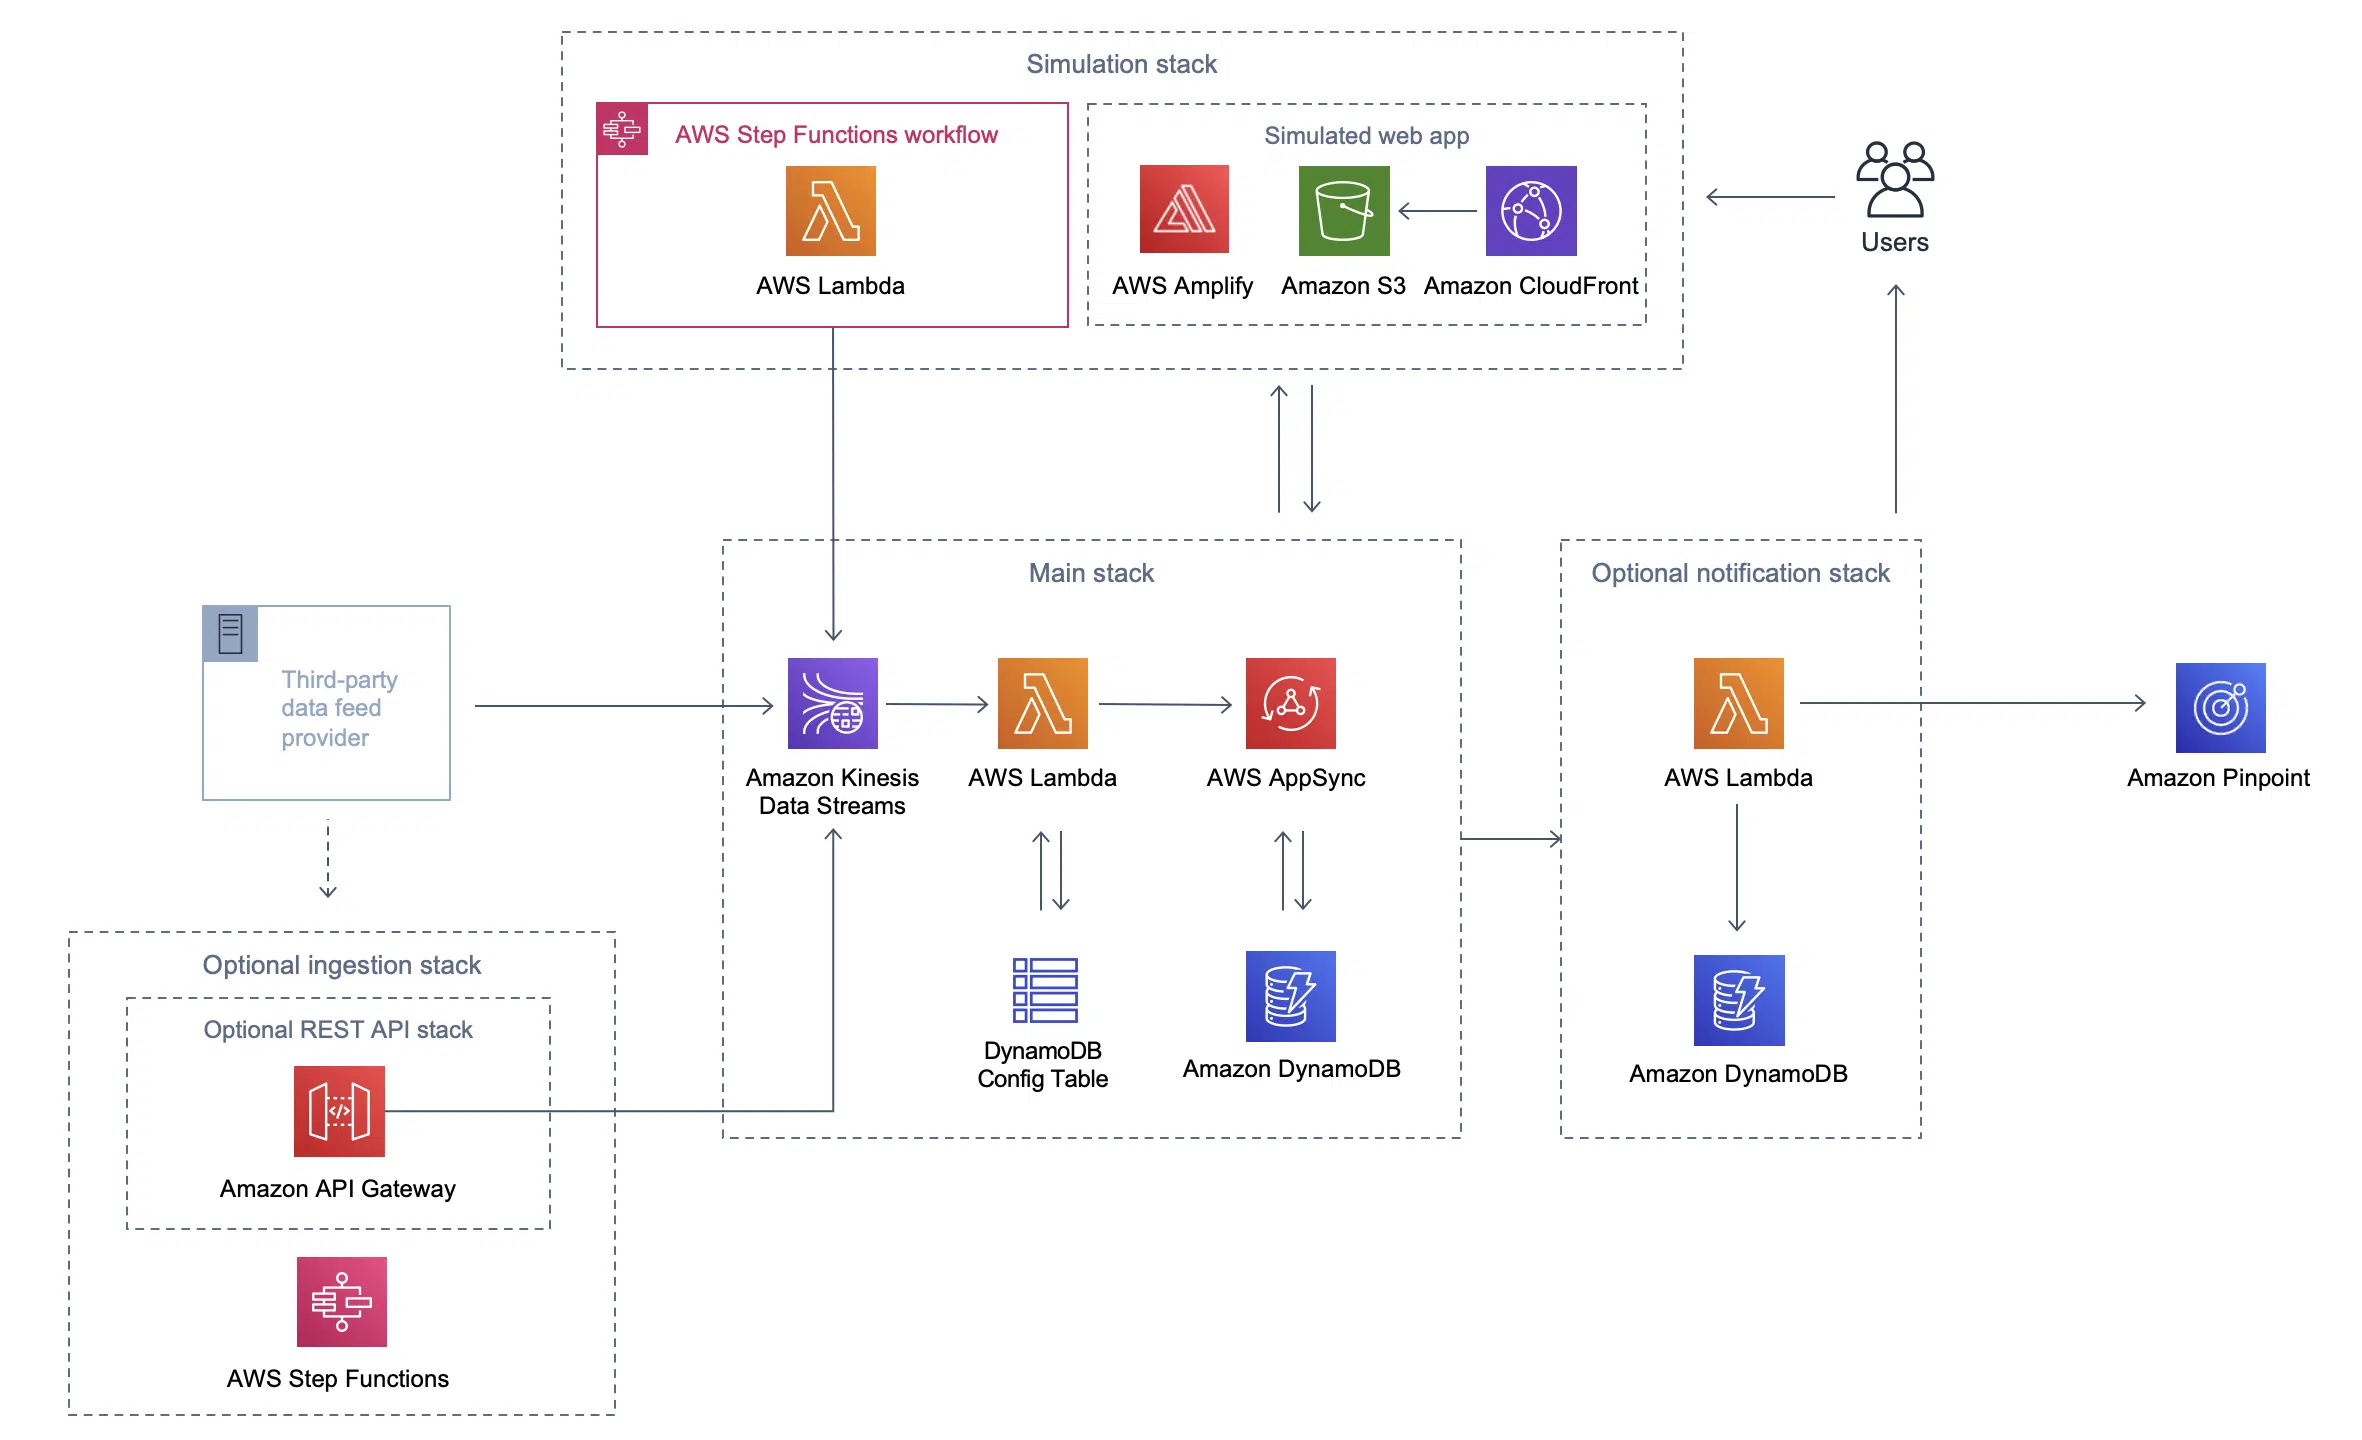 Simulation stack
AWS Step Functions workflow
AWS Lambda
Simulated web app
AWS Amplify
Amazon S3
Amazon CloudFront
Users
Third-party
data feed
provider
Main stack
Amazon Kinesis
Data Streams
AWS Lambda
AWS AppSync
DynamoDB
Config Table
Amazon DynamoDB
Optional notification stack
AWS Lambda
Amazon DynamoDB
Amazon Pinpoint
Optional ingestion stack
Optional REST API stack
</>
Amazon API Gateway
AWS Step Functions